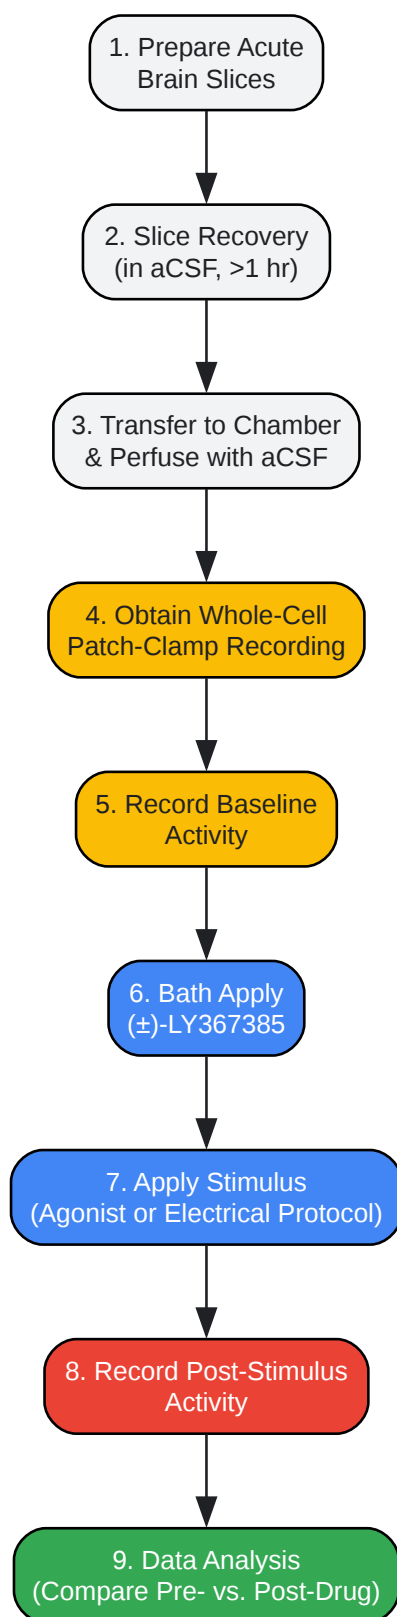 1. Prepare Acute
Brain Slices
2. Slice Recovery
(in aCSF, >1 hr)
3. Transfer to Chamber
& Perfuse with aCSF
4. Obtain Whole-Cell
Patch-Clamp Recording
5. Record Baseline
Activity
6. Bath Apply
(±)-LY367385
7. Apply Stimulus
(Agonist or Electrical Protocol)
8. Record Post-Stimulus
Activity
9. Data Analysis
(Compare Pre- vs. Post-Drug)